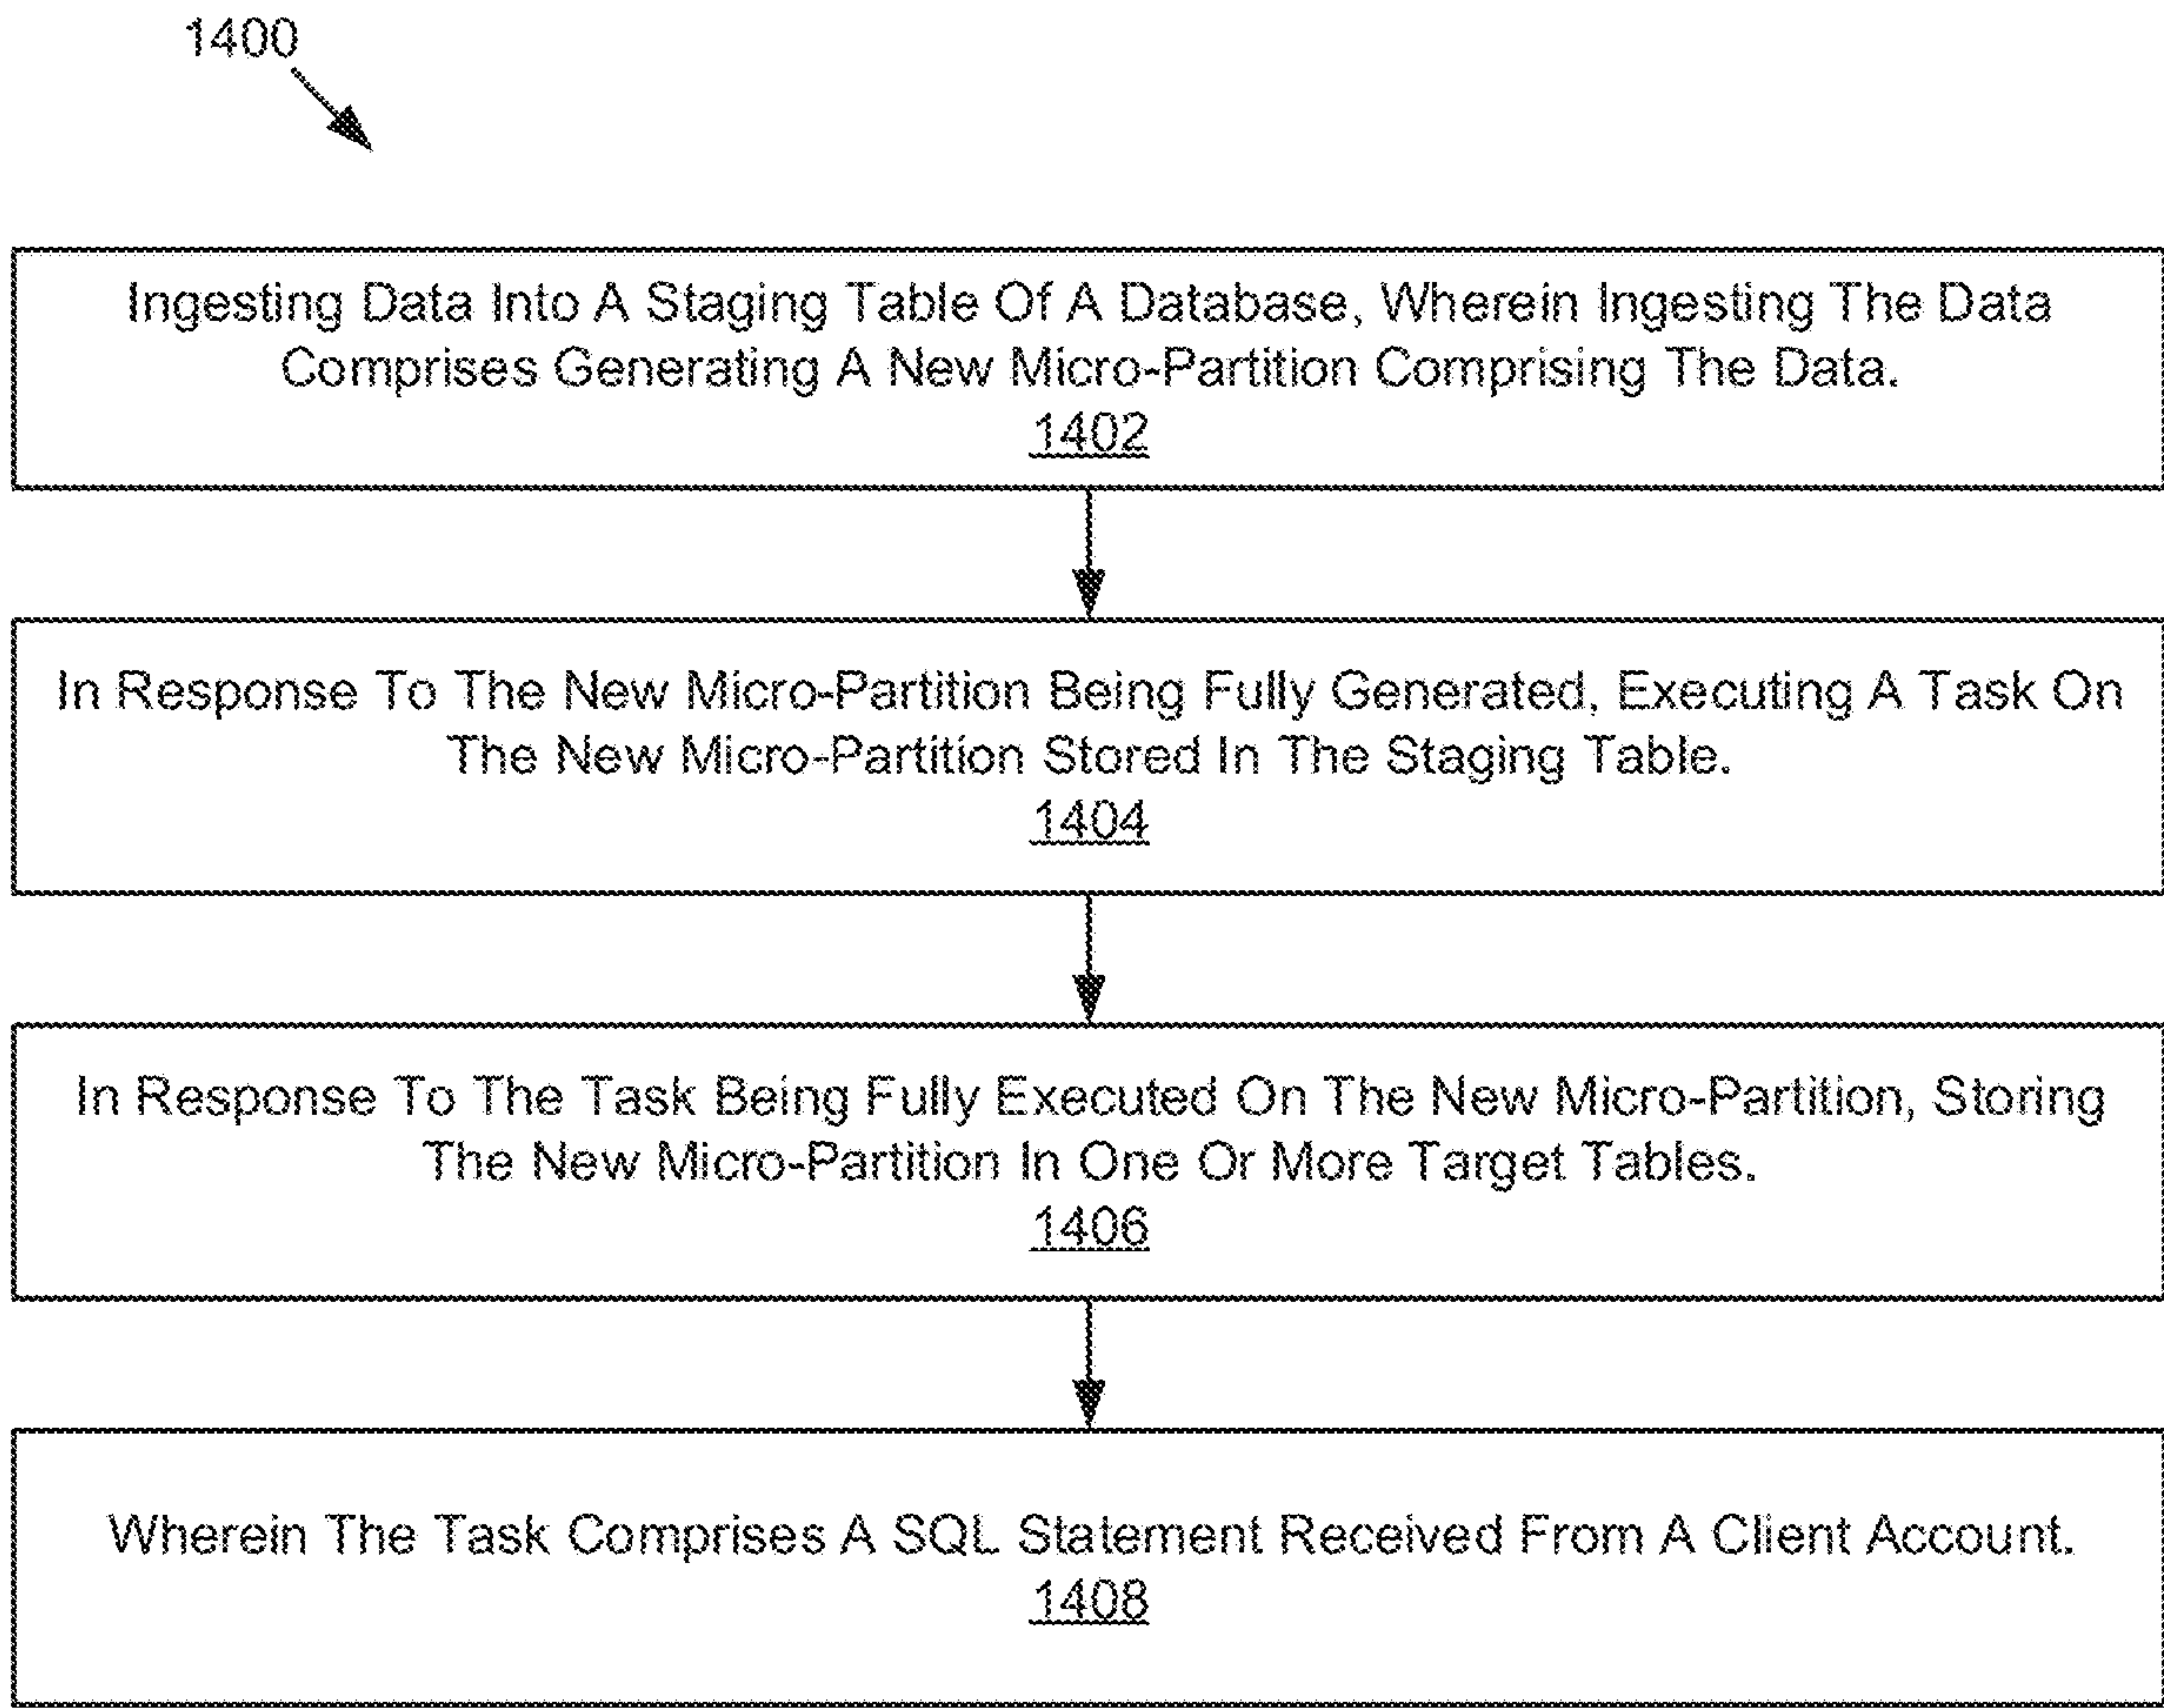 1400
Ingesting Data Into A Staging Table Of A Database, Wherein Ingesting The Data
Comprises Generating A New Micro-Partition Comprising The Data.
1402
In Response To The New Micro-Partition Being Fully Generated, Executing A Task On
The New Micro-Partition Stored In The Staging Table.
1404
In Response To The Task Being Fully Executed On The New Micro-Partition, Storing
The New Micro-Partition In One Or More Target Tables.
1406
Wherein The Task Comprises A SQL Statement Received From A Client Account.
1408